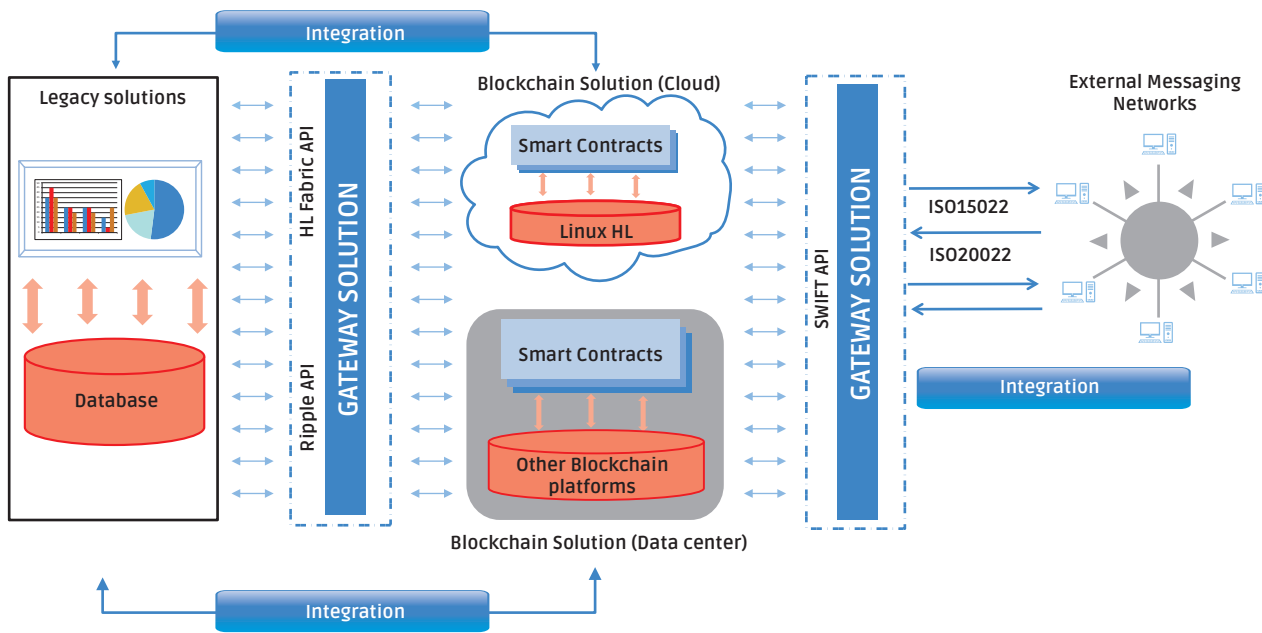 Integration
Legacy solutions
Database
HL Fabric API
Ripple API
GATEWAY SOLUTION
Blockchain Solution (Cloud)
Smart Contracts
Linux HL
Smart Contracts
Other Blockchain
platforms
Blockchain Solution (Data center)
SWIFT API
GATEWAY SOLUTION
External Messaging
Networks
ISO15022
ISO20022
Integration
Integration